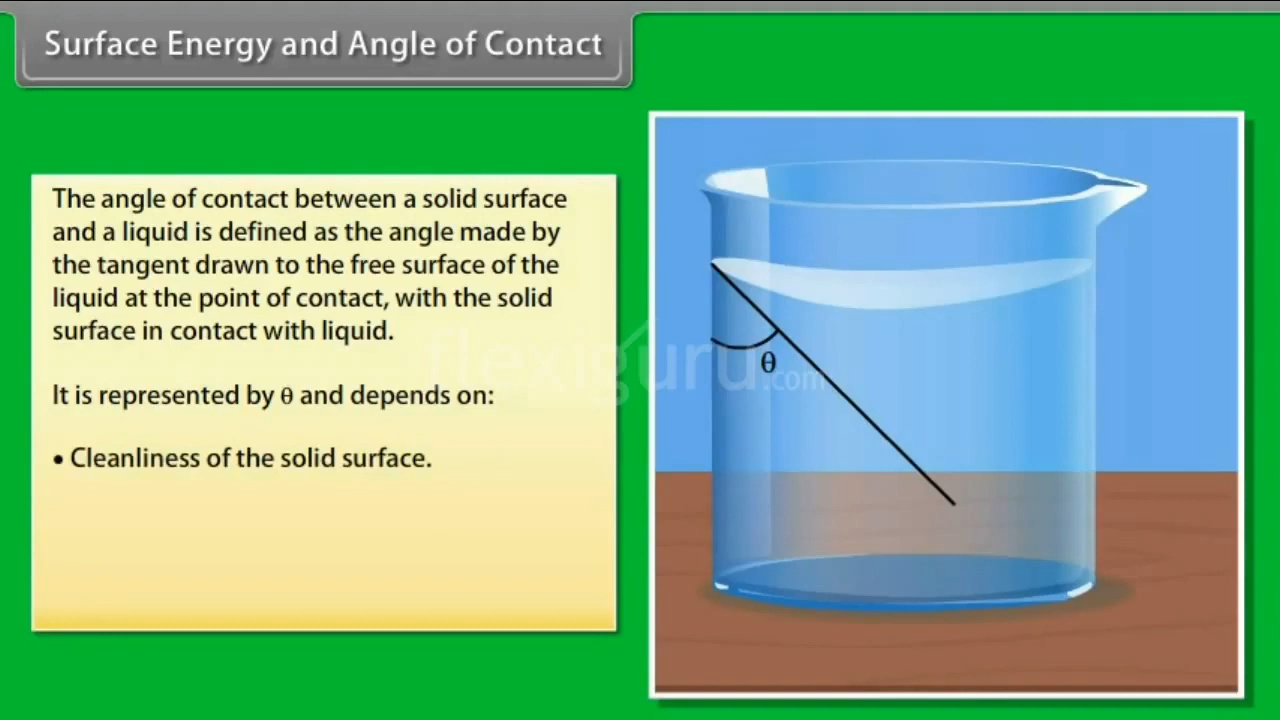 Surface Energy and Angle of Contact
The angle of contact between a solid surface
and a liquid is defined as the angle made by
the tangent drawn to the free surface of the
liquid at the point of contact, with the solid
surface in contact with liquid.
It is represented by θ and depends on:
• Cleanliness of the solid surface.
θ
flexiguru.com